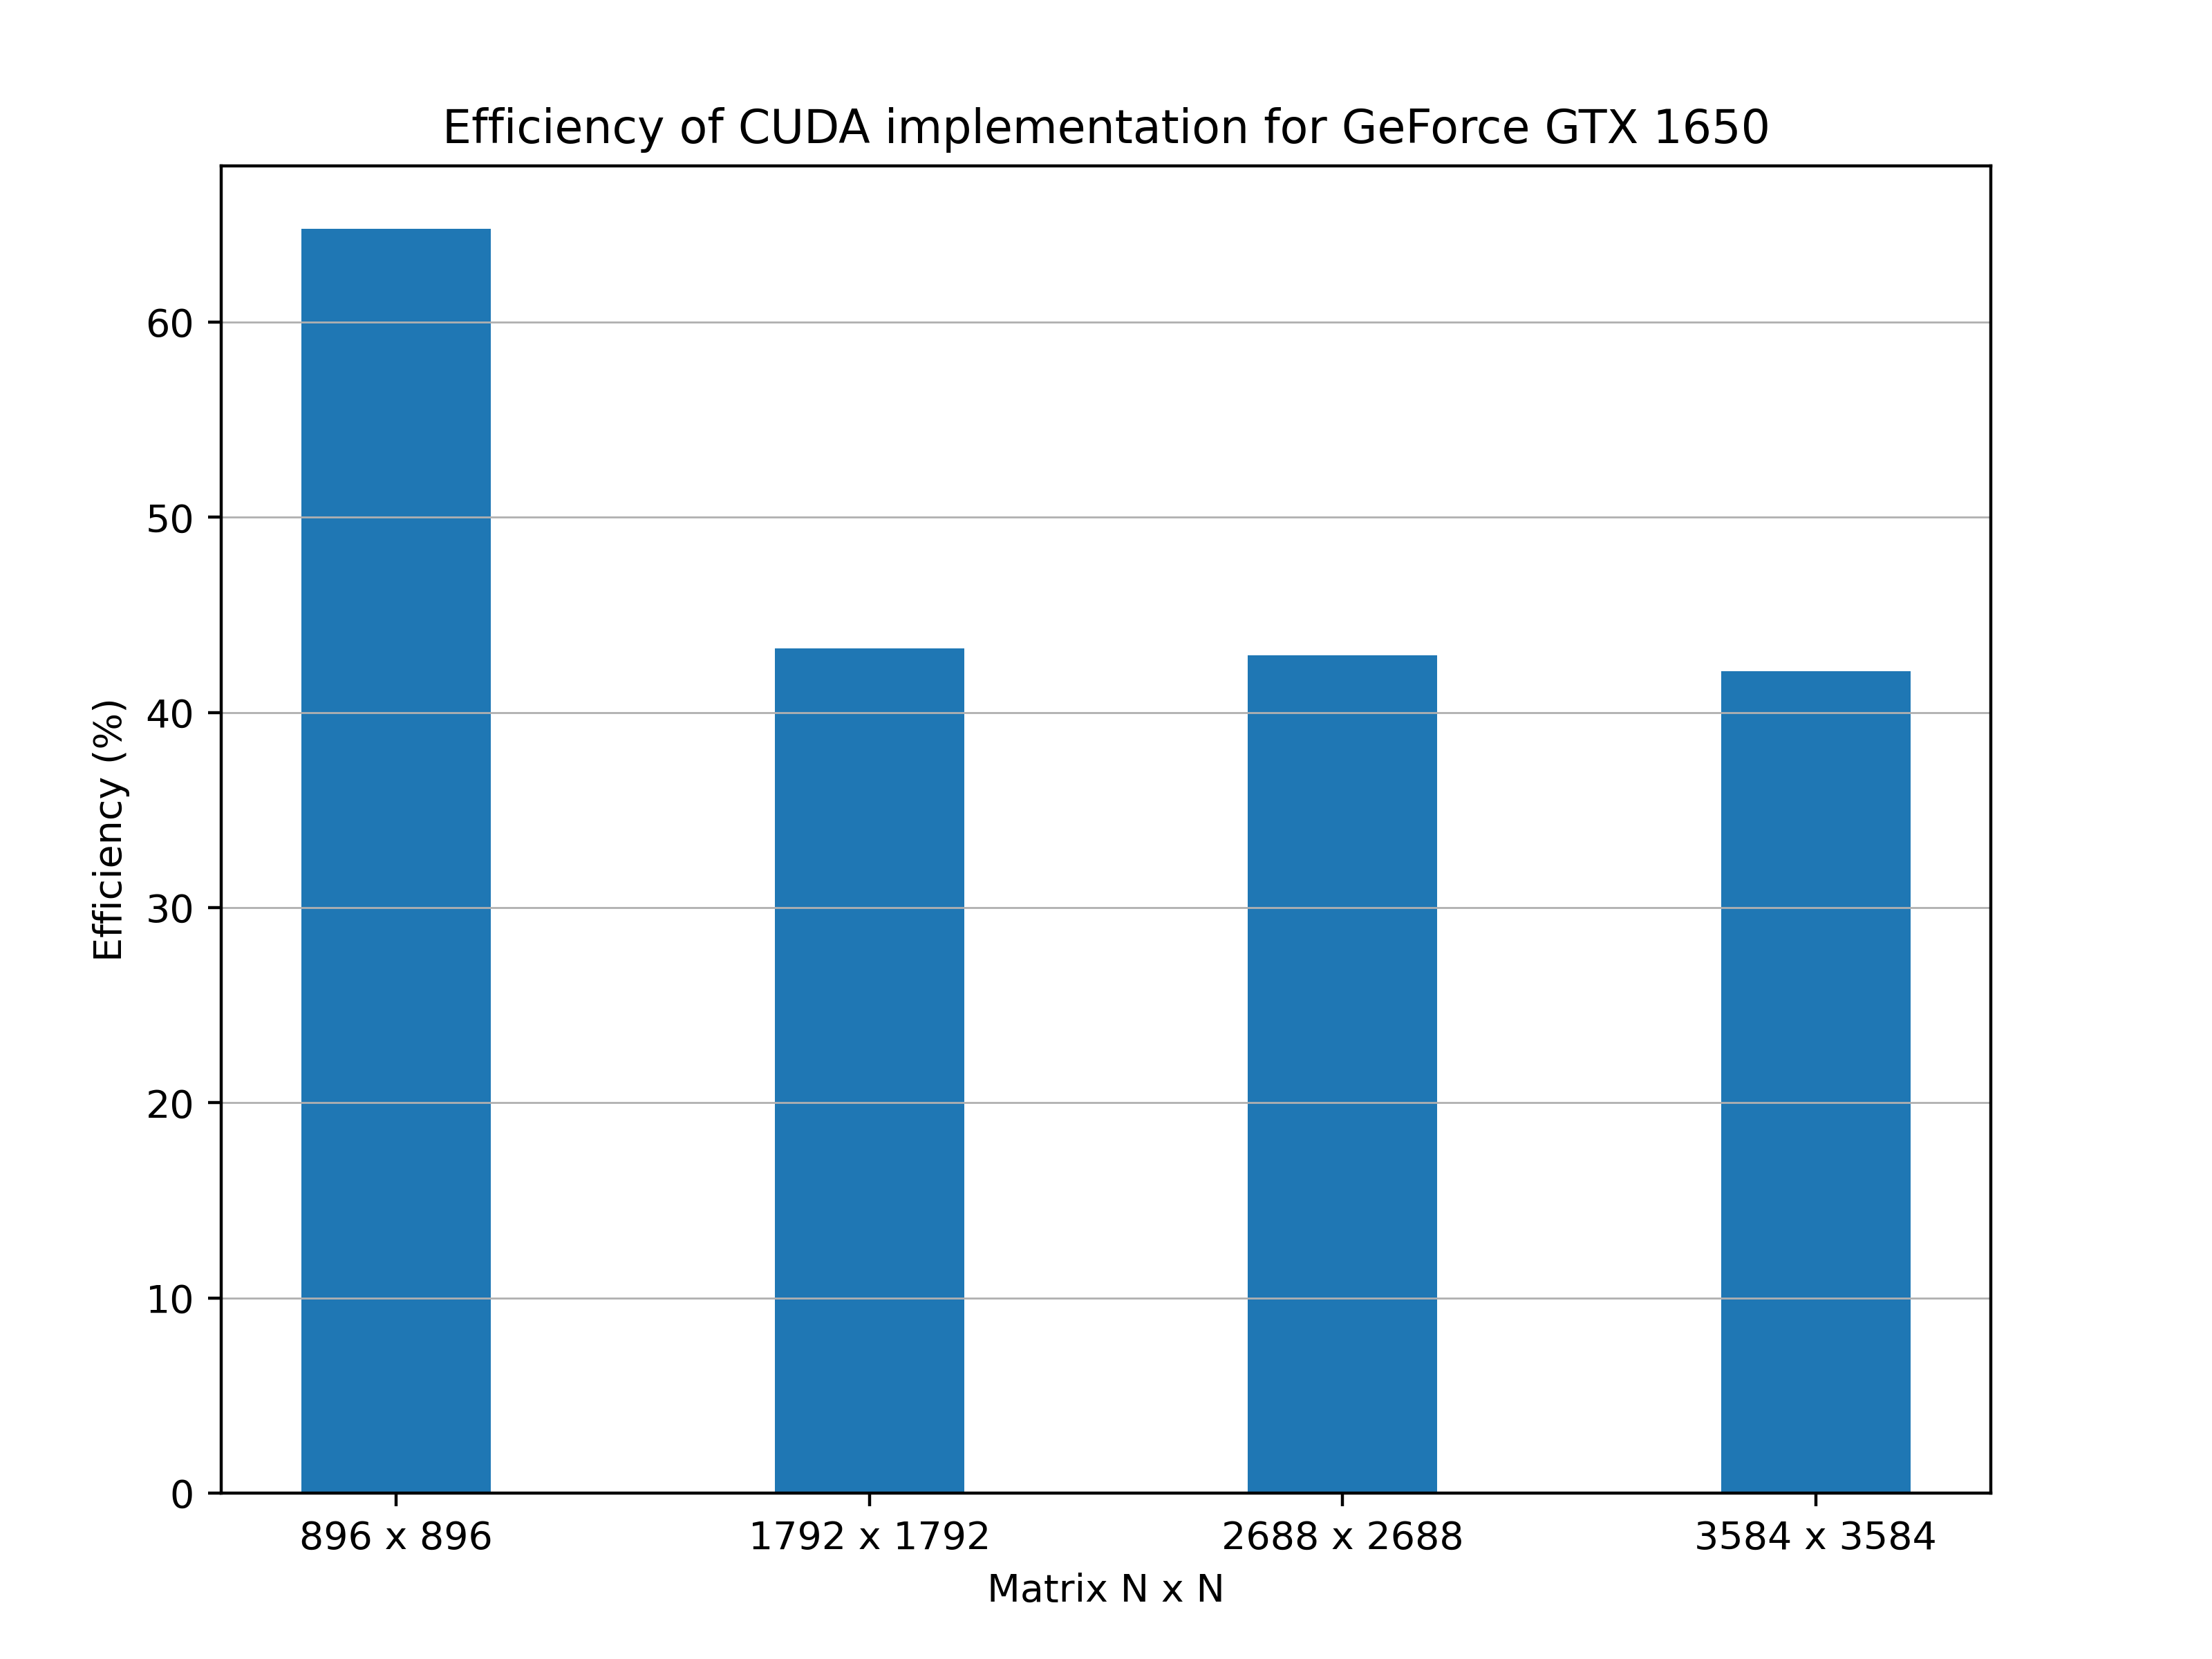 Efficiency of CUDA implementation for GeForce GTX 1650
Efficiency (%)
60
50
40
30
20
10
0
896 x 896
1792 x 1792
2688 x 2688
3584 x 3584
Matrix N x N